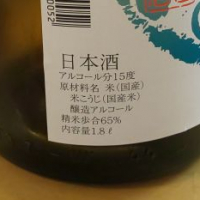 日本酒
アルコール分15度
原材料名 米(国産)
米こうじ(国産米)
醸造アルコール
精米歩合65%
内容量1.8ℓ